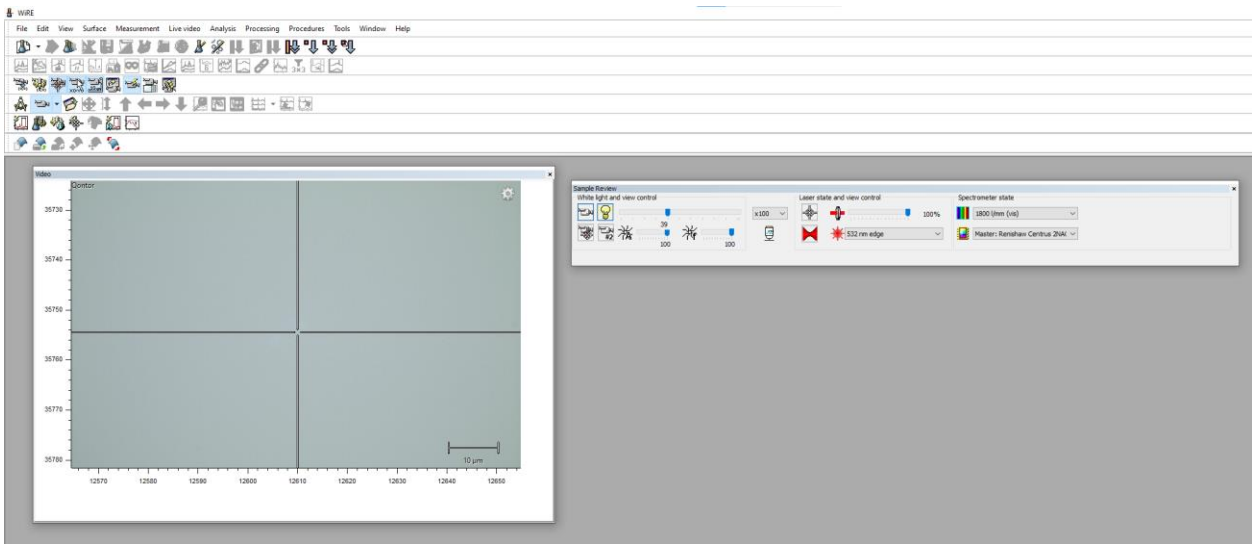 WiRE
File Edit View Surface Measurement Live video Analysis Processing Procedures Tools Window Help
Video
Qontor
35730
35740
35750
35760
35770
35780
12570 12580 12590 12600 12610 12620 12630 12640 12650
10 µm
Sample Review
White light and view control
39
x100
#2
100
100
Laser state and view control
100%
532 nm edge
Spectrometer state
1800 l/mm (vis)
Master: Renishaw Centrus 2NA(